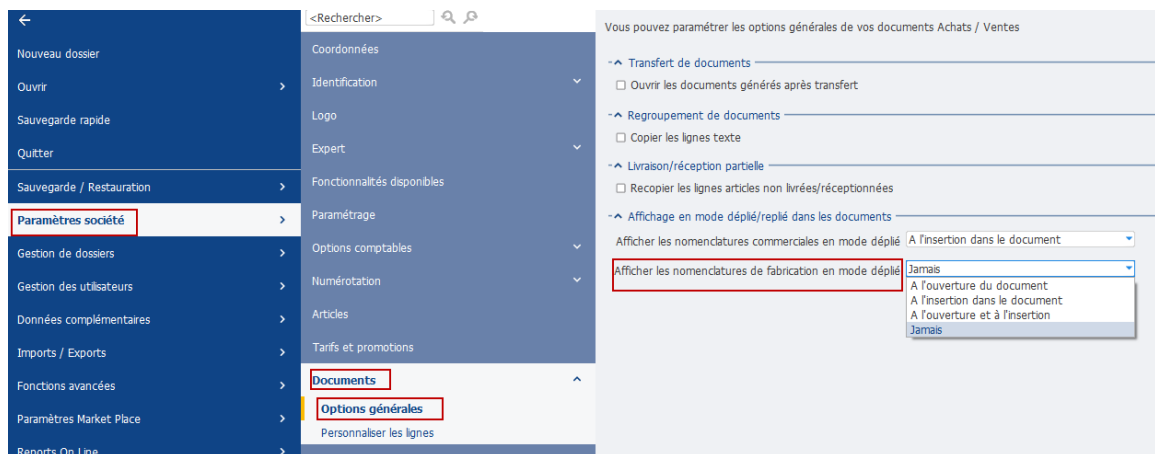 Nouveau dossier
Ouvrir
Sauvegarde rapide
Quitter
Sauvegarde / Restauration
Paramètres société
Gestion de dossiers
Gestion des utilisateurs
Données complémentaires
Imports / Exports
Fonctions avancées
Paramètres Market Place
Reports On Line
<Rechercher>
Coordonnées
Identification
Logo
Expert
Fonctionnalités disponibles
Paramétrage
Options comptables
Numérotation
Articles
Tarifs et promotions
Documents
Options générales
Personnaliser les lignes
Vous pouvez paramétrer les options générales de vos documents Achats / Ventes
Transfert de documents
Ouvrir les documents générés après transfert
Regroupement de documents
Copier les lignes texte
Livraison/réception partielle
Recopier les lignes articles non livrées/réceptionnées
Affichage en mode déplié/replié dans les documents
Afficher les nomenclatures commerciales en mode déplié A l'insertion dans le document
Afficher les nomenclatures de fabrication en mode déplié Jamais
A l'ouverture du document
A l'insertion dans le document
A l'ouverture et à l'insertion
Jamais